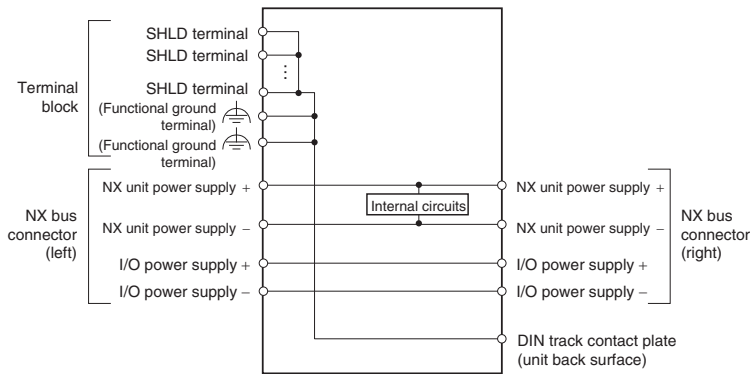 SHLD terminal
SHLD terminal
SHLD terminal
Terminal
block
(Functional ground
terminal)
(Functional ground
terminal)
NX bus
connector
(left)
NX unit power supply +
NX unit power supply −
I/O power supply +
I/O power supply −
Internal circuits
NX unit power supply +
NX unit power supply −
I/O power supply +
I/O power supply −
NX bus
connector
(right)
DIN track contact plate
(unit back surface)